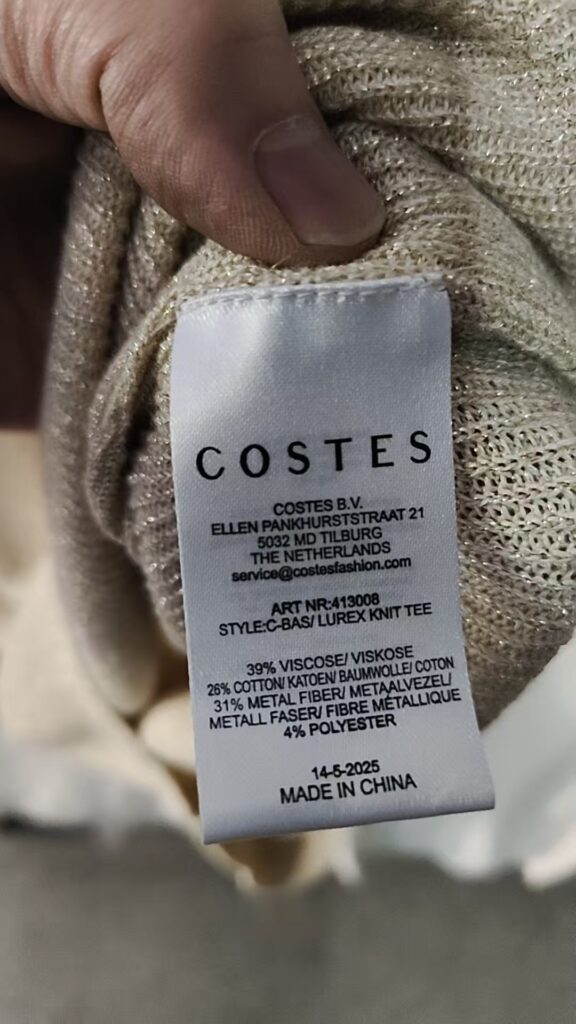 COSTES
COSTES B.V.
ELLEN PANKHURSTSTRAAT 21
5032 MD TILBURG
THE NETHERLANDS
service@costesfashion.com
ART NR:413008
STYLE:C-BAS/ LUREX KNIT TEE
39% VISCOSE/ VISKOSE
26% COTTON/ KATOEN/ BAUMWOLLE/ COTON
31% METAL FIBER/ METAALVEZEL/
METALL FASER/ FIBRE MÉTALLIQUE
4% POLYESTER
14-5-2025
MADE IN CHINA